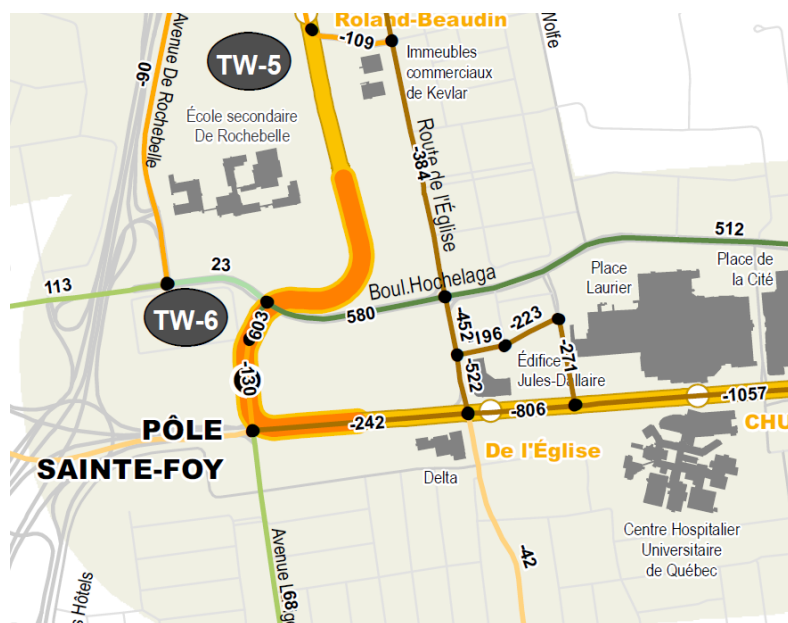 Roland-Beaudin
-109
Wolfe
Immeubles
commerciaux
de Kevlar
TW-5
-90
Avenue De Rochebelle
École secondaire
De Rochebelle
-384
Route de l'Église
512
Place
Laurier
Place de
la Cité
113
23
TW-6
603
580
Boul.Hochelaga
-452
-223
-271
-522
Édifice
Jules-Dallaire
-130
-242
-806
-1057
PÔLE
SAINTE-FOY
De l'Église
CHU
Delta
Centre Hospitalier
Universitaire
de Québec
-42
68
Hôtels